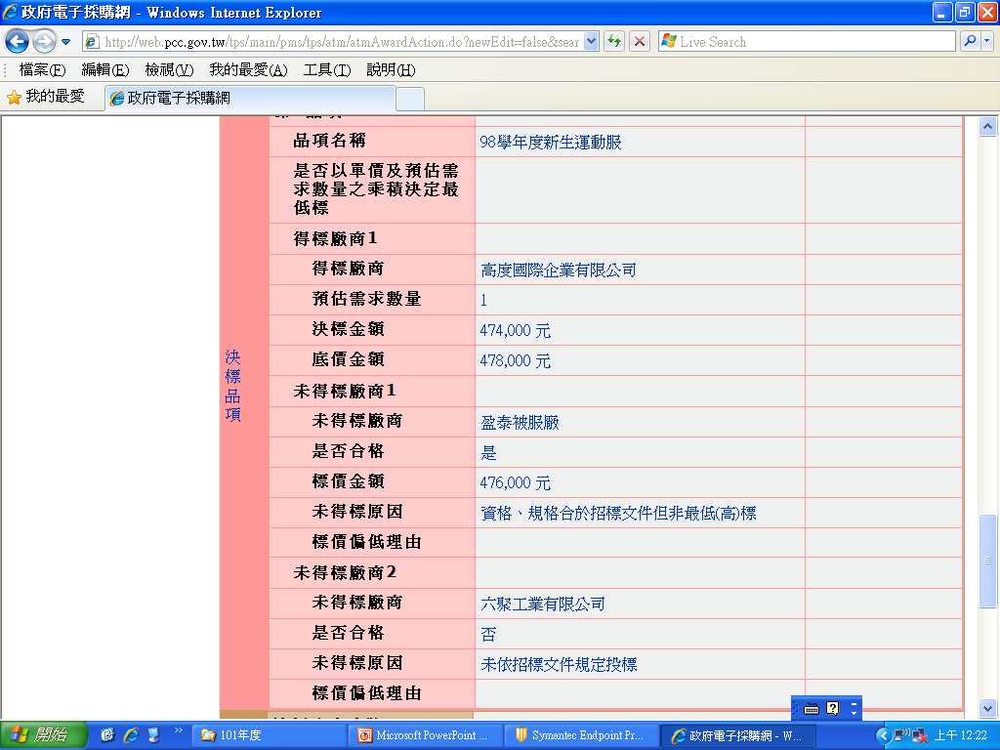 政府電子採購網 - Windows Internet Explorer
http://web.pcc.gov.tw/tps/main/pms/tps/atm/atmAwardAction.do?newEdit=false&sear
Live Search
檔案(F) 編輯(E) 檢視(V) 我的最愛(A) 工具(T) 說明(H)
我的最愛 政府電子採購網
決標品項
品項名稱 98學年度新生運動服
是否以單價及預估需
求數量之乘積決定最
低標
得標廠商1
得標廠商 高度國際企業有限公司
預估需求數量 1
決標金額 474,000 元
底價金額 478,000 元
未得標廠商1
未得標廠商 盈泰被服廠
是否合格 是
標價金額 476,000 元
未得標原因 資格、規格合於招標文件但非最低(高)標
標價偏低理由
未得標廠商2
未得標廠商 六聚工業有限公司
是否合格 否
未得標原因 未依招標文件規定投標
標價偏低理由
開始 101年度 Microsoft PowerPoint ... Symantec Endpoint Pr... 政府電子採購網 - W... 上午 12:22